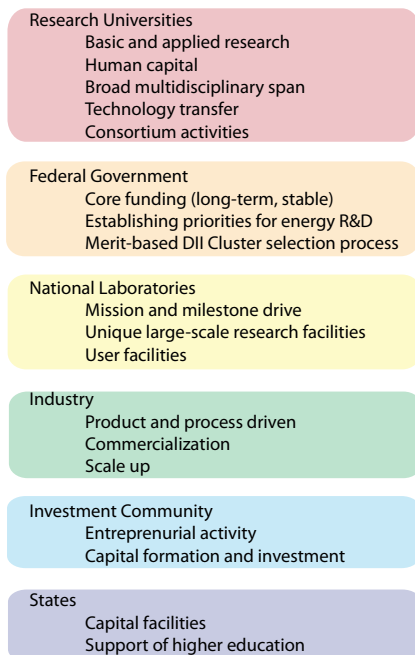 Research Universities
Basic and applied research
Human capital
Broad multidisciplinary span
Technology transfer
Consortium activities
Federal Government
Core funding (long-term, stable)
Establishing priorities for energy R&D
Merit-based DII Cluster selection process
National Laboratories
Mission and milestone drive
Unique large-scale research facilities
User facilities
Industry
Product and process driven
Commercialization
Scale up
Investment Community
Entreprenurial activity
Capital formation and investment
States
Capital facilities
Support of higher education